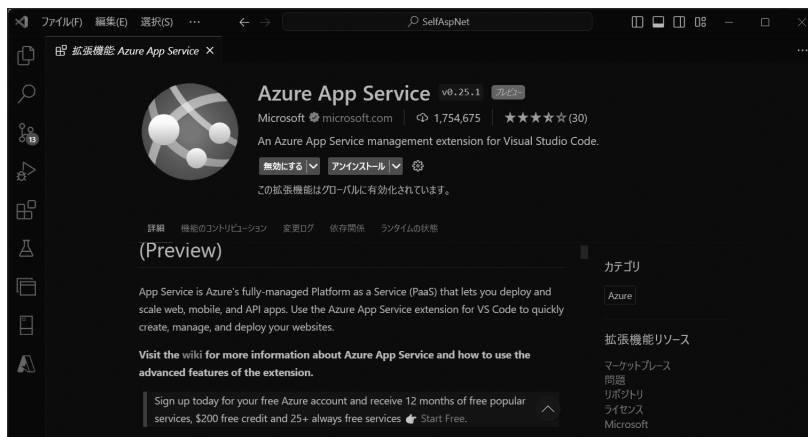 ファイル(F) 編集(E) 選択(S) … ← → SelfAspNet
拡張機能: Azure App Service ×
13
Azure App Service v0.25.1 プレビュー
Microsoft microsoft.com 1,754,675 (30)
An Azure App Service management extension for Visual Studio Code.
無効にする アンインストール
この拡張機能はグローバルに有効化されています。
詳細 機能のコントリビューション 変更ログ 依存関係 ランタイムの状態
(Preview)
App Service is Azure's fully-managed Platform as a Service (PaaS) that lets you deploy and
scale web, mobile, and API apps. Use the Azure App Service extension for VS Code to quickly
create, manage, and deploy your websites.
Visit the wiki for more information about Azure App Service and how to use the
advanced features of the extension.
Sign up today for your free Azure account and receive 12 months of free popular
services, $200 free credit and 25+ always free services 👉 Start Free.
カテゴリ
Azure
拡張機能リソース
マーケットプレース
問題
リポジトリ
ライセンス
Microsoft